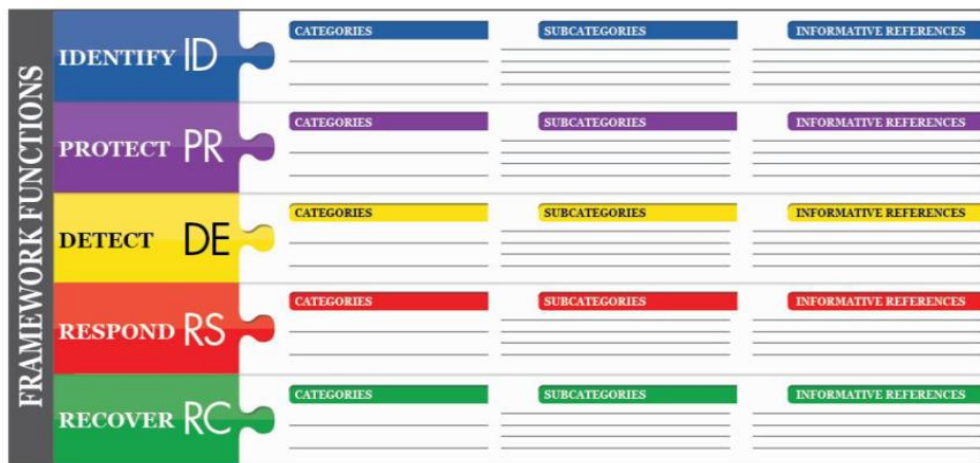 FRAMEWORK FUNCTIONS
IDENTIFY ID
CATEGORIES SUBCATEGORIES INFORMATIVE REFERENCES
PROTECT PR
CATEGORIES SUBCATEGORIES INFORMATIVE REFERENCES
DETECT DE
CATEGORIES SUBCATEGORIES INFORMATIVE REFERENCES
RESPOND RS
CATEGORIES SUBCATEGORIES INFORMATIVE REFERENCES
RECOVER RC
CATEGORIES SUBCATEGORIES INFORMATIVE REFERENCES